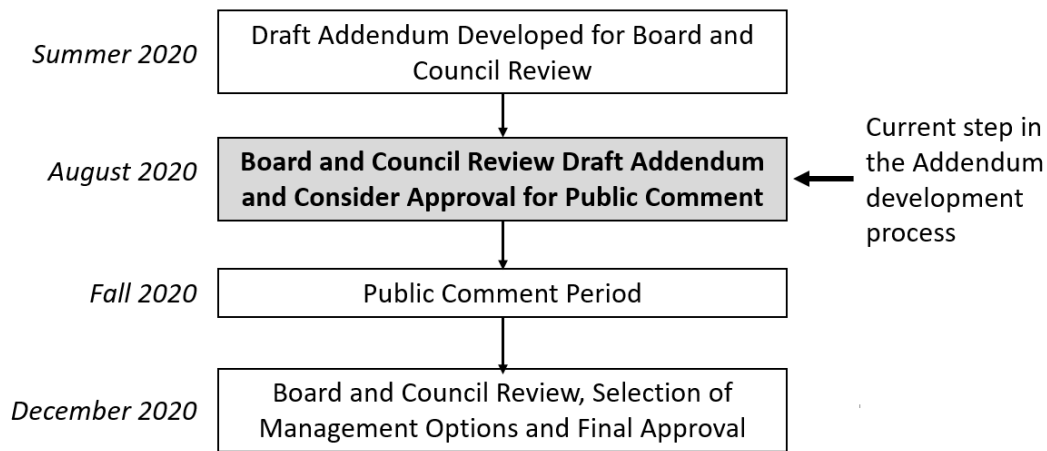 Summer 2020
Draft Addendum Developed for Board and
Council Review
August 2020
Board and Council Review Draft Addendum
and Consider Approval for Public Comment
Current step in
the Addendum
development
process
Fall 2020
Public Comment Period
December 2020
Board and Council Review, Selection of
Management Options and Final Approval